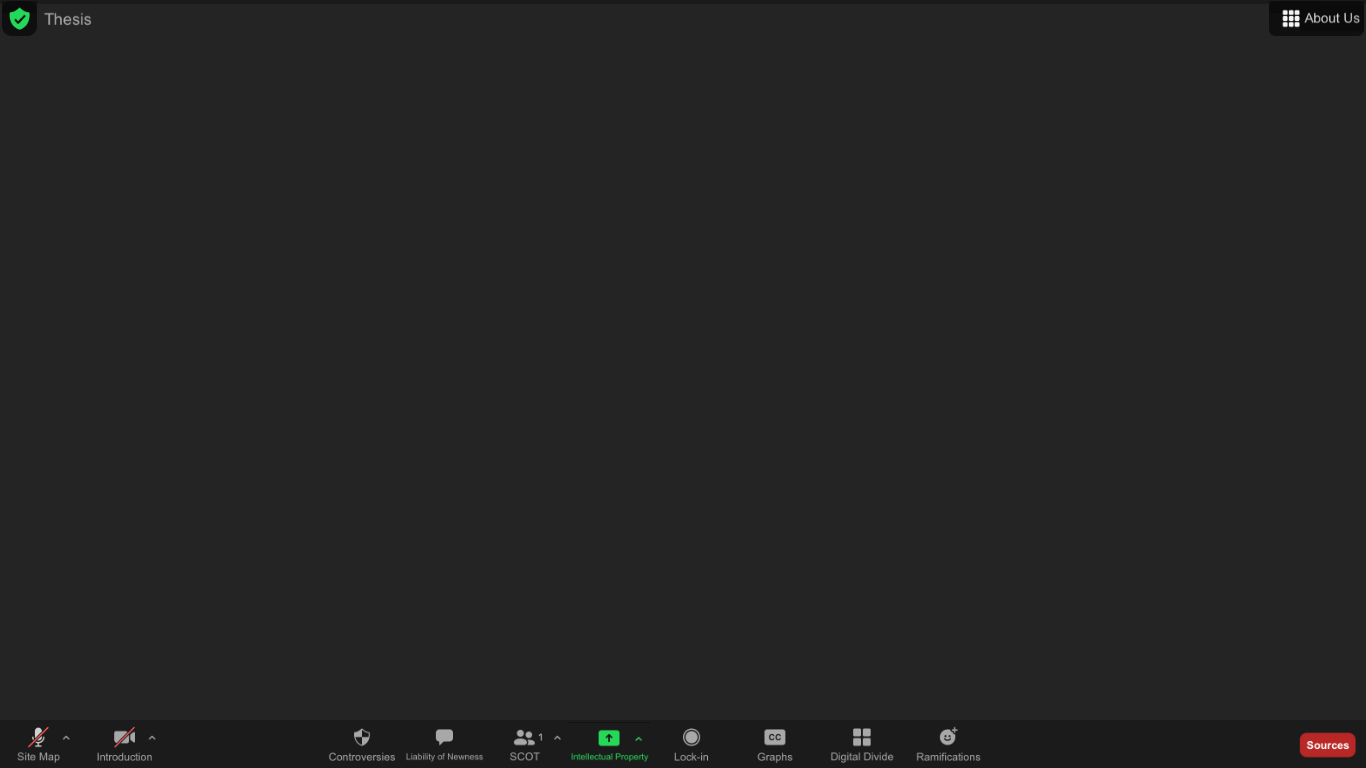 Thesis
About Us
Site Map
Introduction
Controversies
Liability of Newness
1
SCOT
Intellectual Property
Lock-in
CC
Graphs
Digital Divide
Ramifications
Sources